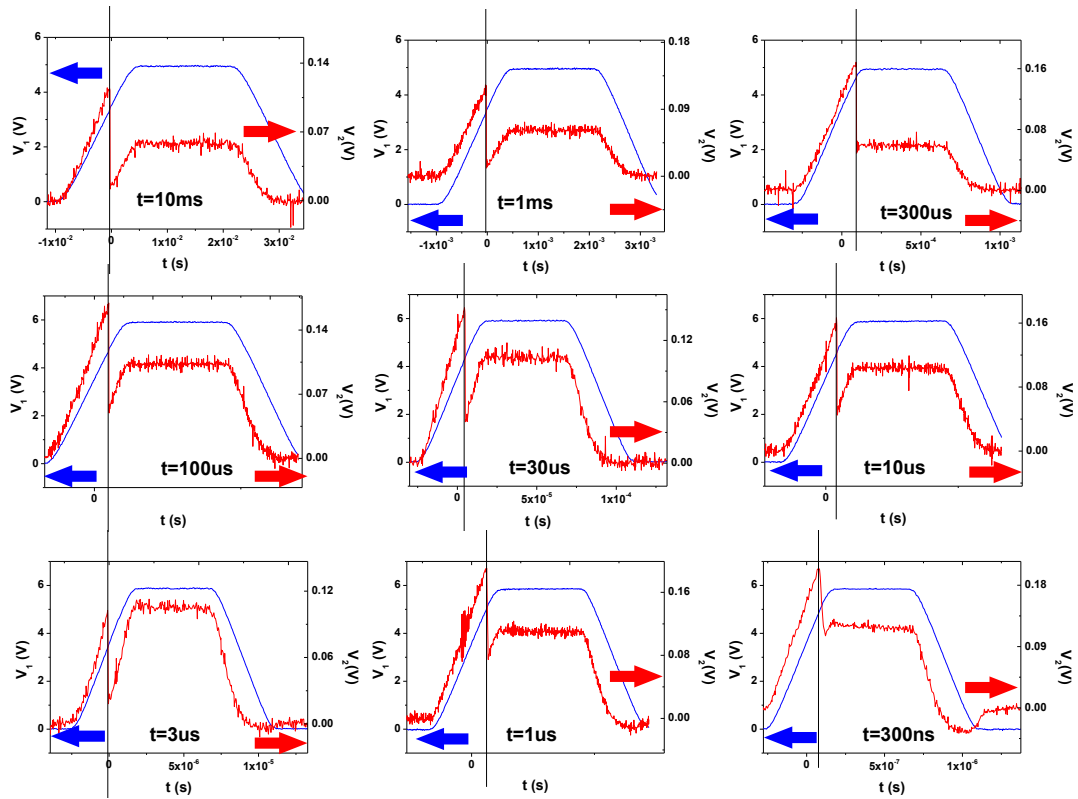 6
4
2
0
V₁ (V)
0.14
0.07
0.00
V₂(V)
t=10ms
-1x10⁻² 0 1x10⁻² 2x10⁻² 3x10⁻²
t (s)
6
4
2
0
V₁ (V)
0.18
0.09
0.00
V₂(V)
t=1ms
-1x10⁻³ 0 1x10⁻³ 2x10⁻³ 3x10⁻³
t (s)
6
4
2
0
V₁ (V)
0.16
0.08
0.00
V₂(V)
t=300us
0 5x10⁻⁴ 1x10⁻³
t (s)
6
4
2
0
V₁ (V)
0.14
0.07
0.00
V₂(V)
t=100us
0
t (s)
6
4
2
0
V₁ (V)
0.12
0.06
0.00
V₂(V)
t=30us
0 5x10⁻⁵ 1x10⁻⁴
t (s)
6
4
2
0
V₁ (V)
0.16
0.08
0.00
V₂(V)
t=10us
0
t (s)
6
4
2
0
V₁ (V)
0.12
0.06
0.00
V₂(V)
t=3us
0 5x10⁻⁶ 1x10⁻⁵
t (s)
6
4
2
0
V₁ (V)
0.16
0.08
0.00
V₂(V)
t=1us
0
t (s)
6
4
2
0
V₁ (V)
0.18
0.09
0.00
V₂(V)
t=300ns
0 5x10⁻⁷ 1x10⁻⁶
t (s)